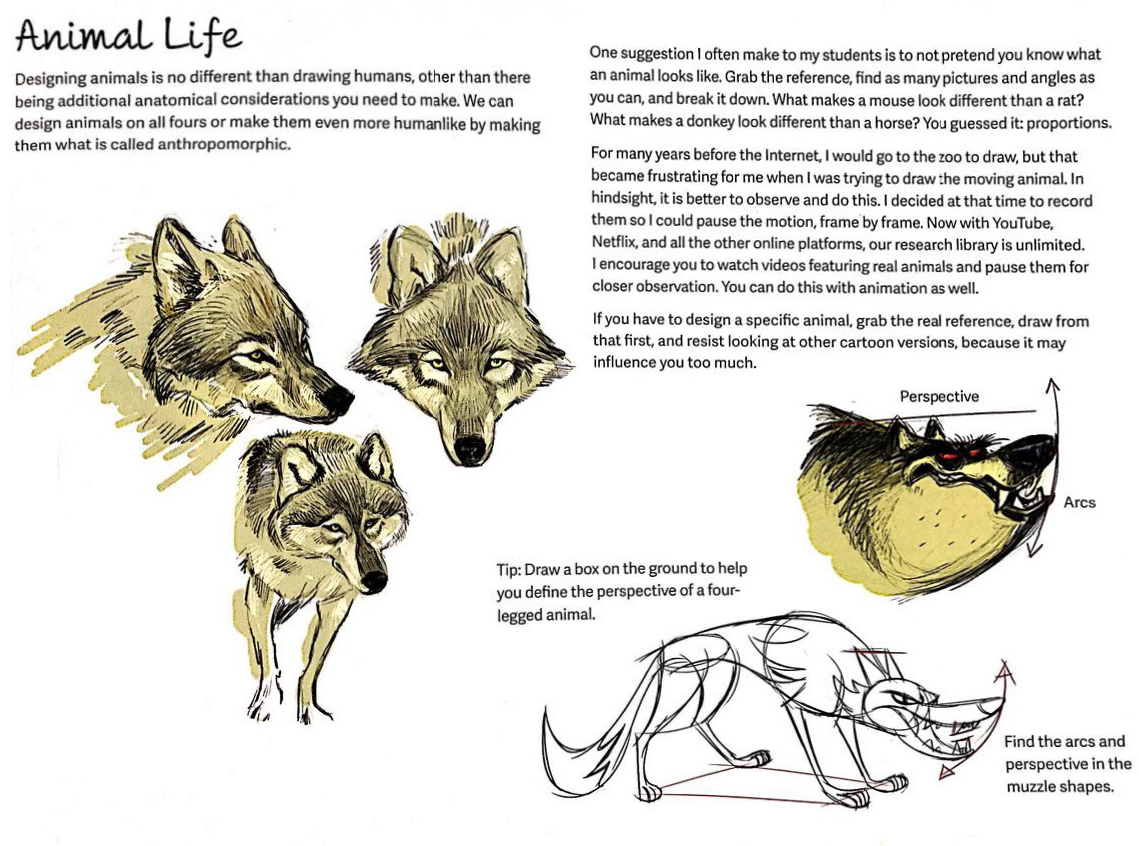 Animal Life
Designing animals is no different than drawing humans, other than there
being additional anatomical considerations you need to make. We can
design animals on all fours or make them even more humanlike by making
them what is called anthropomorphic.
One suggestion I often make to my students is to not pretend you know what
an animal looks like. Grab the reference, find as many pictures and angles as
you can, and break it down. What makes a mouse look different than a rat?
What makes a donkey look different than a horse? You guessed it: proportions.
For many years before the Internet, I would go to the zoo to draw, but that
became frustrating for me when I was trying to draw the moving animal. In
hindsight, it is better to observe and do this. I decided at that time to record
them so I could pause the motion, frame by frame. Now with YouTube,
Netflix, and all the other online platforms, our research library is unlimited.
I encourage you to watch videos featuring real animals and pause them for
closer observation. You can do this with animation as well.
If you have to design a specific animal, grab the real reference, draw from
that first, and resist looking at other cartoon versions, because it may
influence you too much.
Perspective
Arcs
Tip: Draw a box on the ground to help
you define the perspective of a four-
legged animal.
Find the arcs and
perspective in the
muzzle shapes.